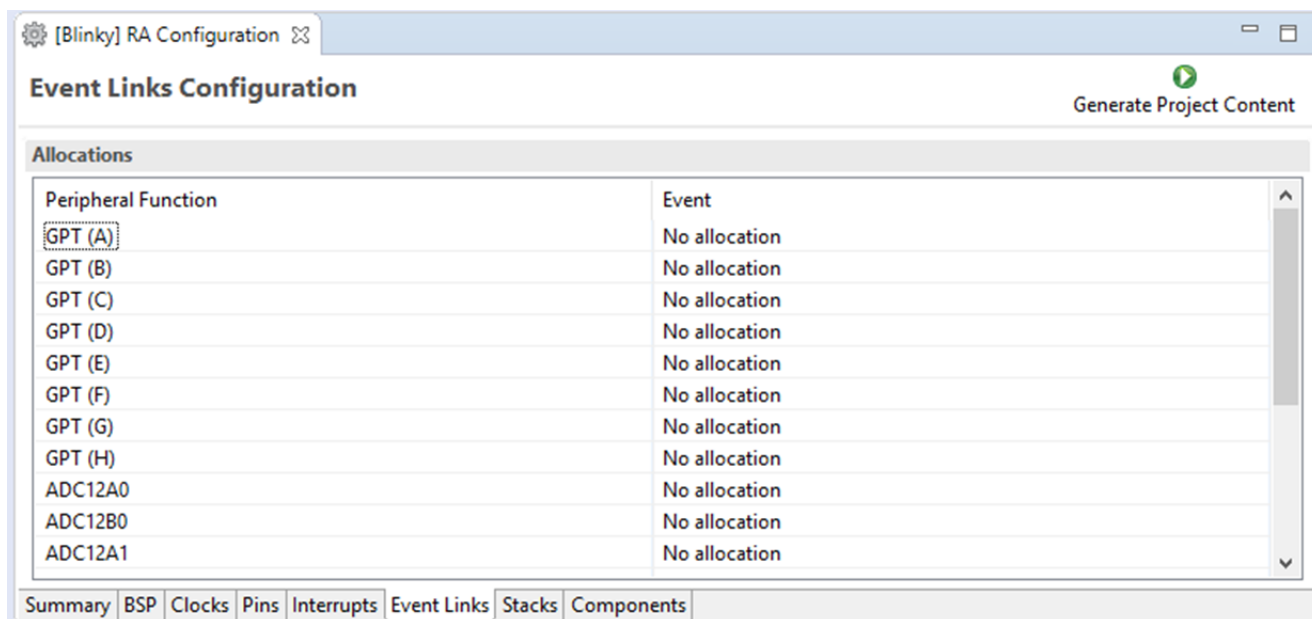 [Blinky] RA Configuration
Event Links Configuration
Generate Project Content
Allocations
Peripheral Function Event
GPT (A) No allocation
GPT (B) No allocation
GPT (C) No allocation
GPT (D) No allocation
GPT (E) No allocation
GPT (F) No allocation
GPT (G) No allocation
GPT (H) No allocation
ADC12A0 No allocation
ADC12B0 No allocation
ADC12A1 No allocation
Summary BSP Clocks Pins Interrupts Event Links Stacks Components